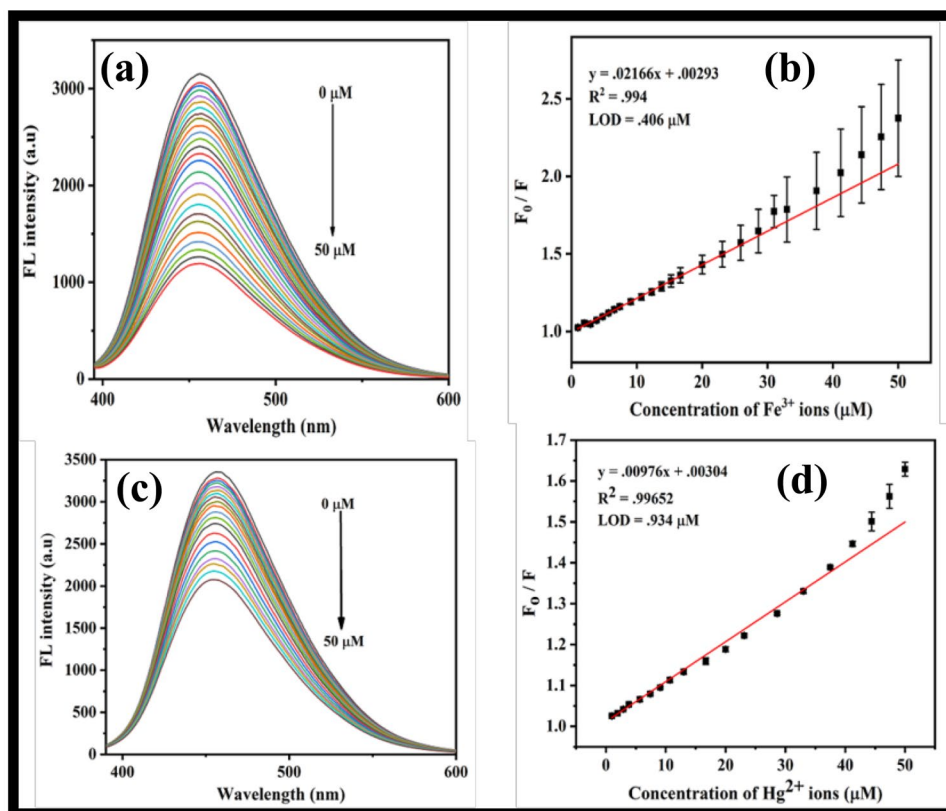 (a)
0 μM
50 μM
FL intensity (a.u)
3000
2000
1000
0
400
500
600
Wavelength (nm)
(b)
y = .02166x + .00293
R² = .994
LOD = .406 μM
F₀ / F
2.5
2.0
1.5
1.0
0
10
20
30
40
50
Concentration of Fe³⁺ ions (μM)
(c)
0 μM
50 μM
FL intensity (a.u)
3500
3000
2500
2000
1500
1000
500
0
400
500
600
Wavelength (nm)
(d)
y = .00976x + .00304
R² = .99652
LOD = .934 μM
F₀ / F
1.7
1.6
1.5
1.4
1.3
1.2
1.1
1.0
0
10
20
30
40
50
Concentration of Hg²⁺ ions (μM)